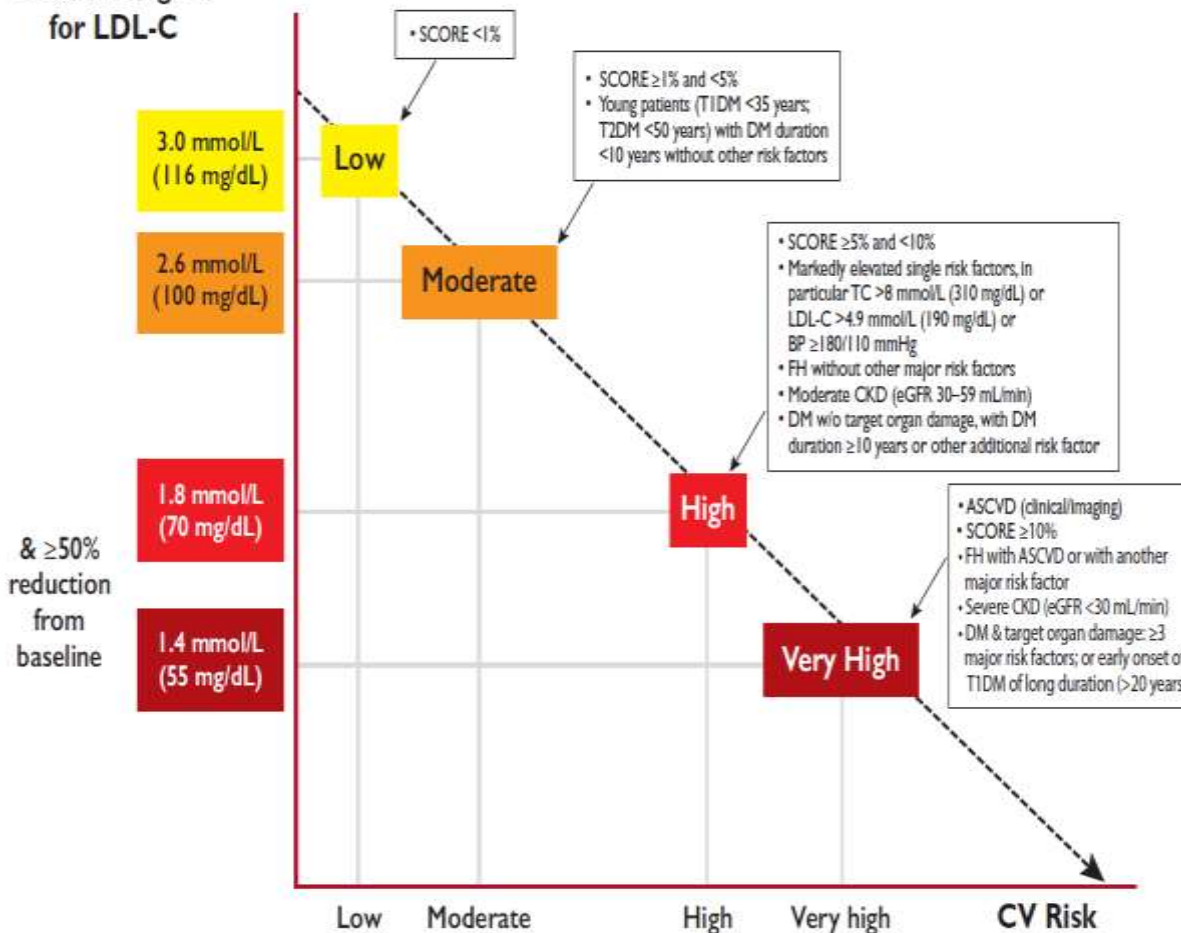 for LDL-C
• SCORE <1%
• SCORE ≥1% and <5%
• Young patients (T1DM <35 years;
T2DM <50 years) with DM duration
<10 years without other risk factors
3.0 mmol/L
(116 mg/dL)
Low
2.6 mmol/L
(100 mg/dL)
Moderate
• SCORE ≥5% and <10%
• Markedly elevated single risk factors, in
particular TC >8 mmol/L (310 mg/dL) or
LDL-C >4.9 mmol/L (190 mg/dL) or
BP ≥180/110 mmHg
• FH without other major risk factors
• Moderate CKD (eGFR 30–59 mL/min)
• DM w/o target organ damage, with DM
duration ≥10 years or other additional risk factor
1.8 mmol/L
(70 mg/dL)
High
& ≥50%
reduction
from
baseline
1.4 mmol/L
(55 mg/dL)
Very High
• ASCVD (clinical/imaging)
• SCORE ≥10%
• FH with ASCVD or with another
major risk factor
• Severe CKD (eGFR <30 mL/min)
• DM & target organ damage: ≥3
major risk factors; or early onset o
T1DM of long duration (>20 years
Low Moderate High Very high CV Risk